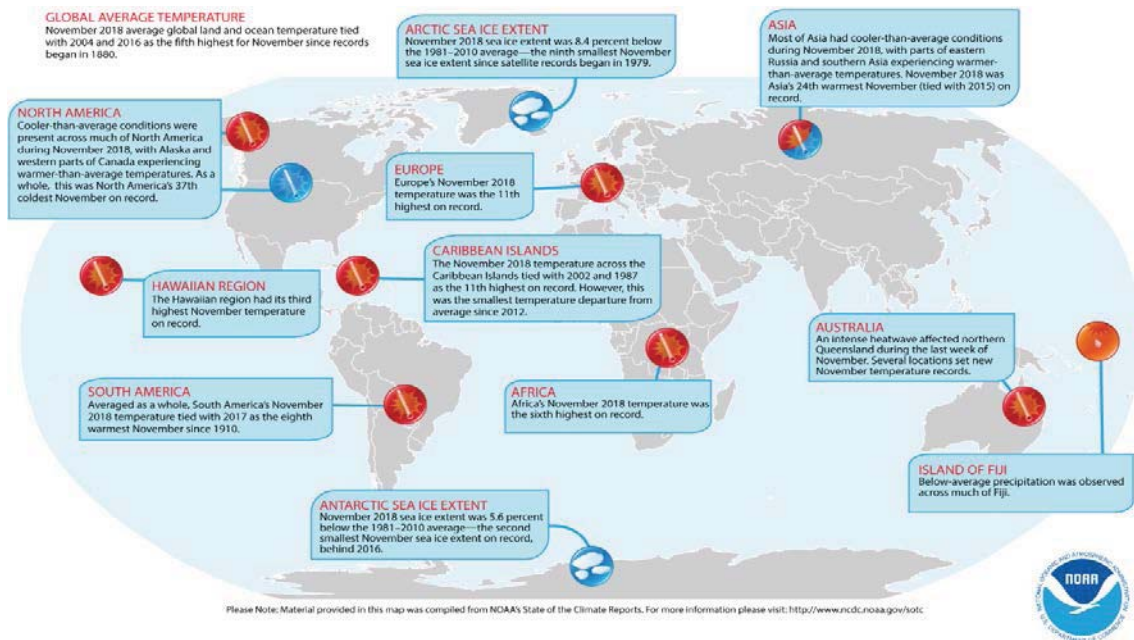 GLOBAL AVERAGE TEMPERATURE
November 2018 average global land and ocean temperature tied
with 2004 and 2016 as the fifth highest for November since records
began in 1880.
ARCTIC SEA ICE EXTENT
November 2018 sea ice extent was 8.4 percent below
the 1981–2010 average—the ninth smallest November
sea ice extent since satellite records began in 1979.
ASIA
Most of Asia had cooler-than-average conditions
during November 2018, with parts of eastern
Russia and southern Asia experiencing warmer-
than-average temperatures. November 2018 was
Asia's 24th warmest November (tied with 2015) on
record.
NORTH AMERICA
Cooler-than-average conditions were
present across much of North America
during November 2018, with Alaska and
western parts of Canada experiencing
warmer-than-average temperatures. As a
whole, this was North America's 37th
coldest November on record.
EUROPE
Europe's November 2018
temperature was the 11th
highest on record.
CARIBBEAN ISLANDS
The November 2018 temperature across the
Caribbean Islands tied with 2002 and 1987
as the 11th highest on record. However, this
was the smallest temperature departure from
average since 2012.
HAWAIIAN REGION
The Hawaiian region had its third
highest November temperature
on record.
AUSTRALIA
An intense heatwave affected northern
Queensland during the last week of
November. Several locations set new
November temperature records.
SOUTH AMERICA
Averaged as a whole, South America's November
2018 temperature tied with 2017 as the eighth
warmest November since 1910.
AFRICA
Africa's November 2018 temperature was
the sixth highest on record.
ISLAND OF FIJI
Below-average precipitation was observed
across much of Fiji.
ANTARCTIC SEA ICE EXTENT
November 2018 sea ice extent was 5.6 percent
below the 1981–2010 average—the second
smallest November sea ice extent on record,
behind 2016.
NATIONAL OCEANIC AND ATMOSPHERIC ADMINISTRATION
NOAA
U.S. DEPARTMENT OF COMMERCE
Please Note: Material provided in this map was compiled from NOAA's State of the Climate Reports. For more information please visit: http://www.ncdc.noaa.gov/sotc